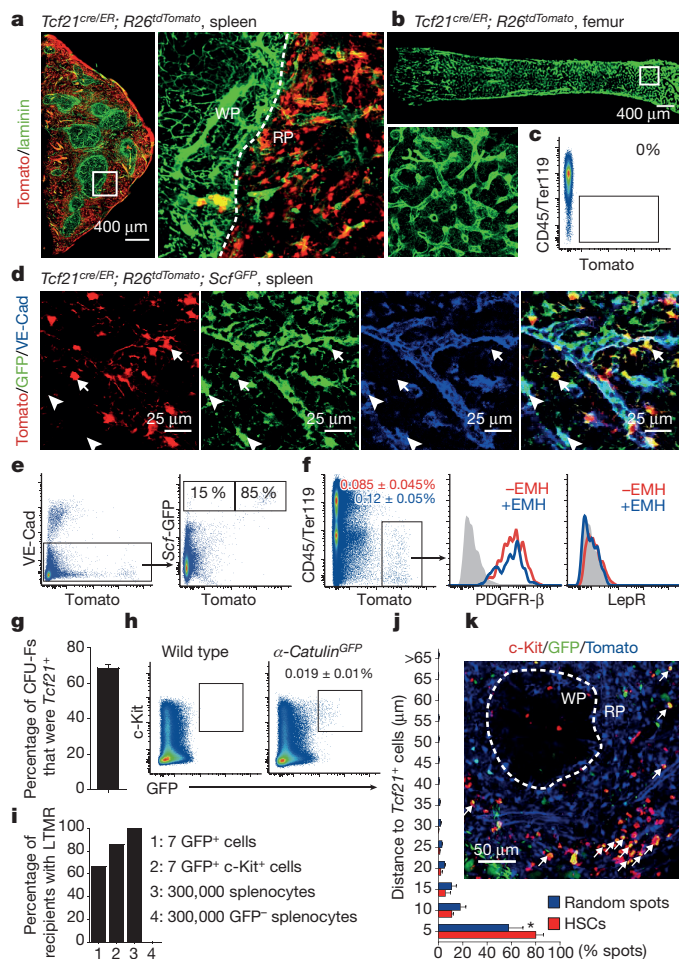 a Tcf21cre/ER; R26tdTomato, spleen
Tomato/laminin
WP
RP
400 μm
b Tcf21cre/ER; R26tdTomato, femur
400 μm
c
0%
CD45/Ter119
Tomato
d Tcf21cre/ER; R26tdTomato; ScfGFP, spleen
Tomato/GFP/VE-Cad
25 μm
25 μm
25 μm
25 μm
e
VE-Cad
Tomato
15 %
85 %
Scf-GFP
Tomato
f
0.085 ± 0.045%
0.12 ± 0.05%
CD45/Ter119
Tomato
–EMH
+EMH
PDGFR-β
–EMH
+EMH
LepR
g
Percentage of CFU-Fs
that were Tcf21+
80
60
40
20
0
h
Wild type
α-CatulinGFP
0.019 ± 0.01%
c-Kit
GFP
i
Percentage of
recipients with LTMR
100
80
60
40
20
0
1 2 3 4
1: 7 GFP+ cells
2: 7 GFP+ c-Kit+ cells
3: 300,000 splenocytes
4: 300,000 GFP– splenocytes
j
Distance to Tcf21+ cells (μm)
>65
65
60
55
50
45
40
35
30
25
20
15
10
5
*
Random spots
HSCs
0 20 40 60 80 100
(% spots)
k
c-Kit/GFP/Tomato
WP
RP
50 μm